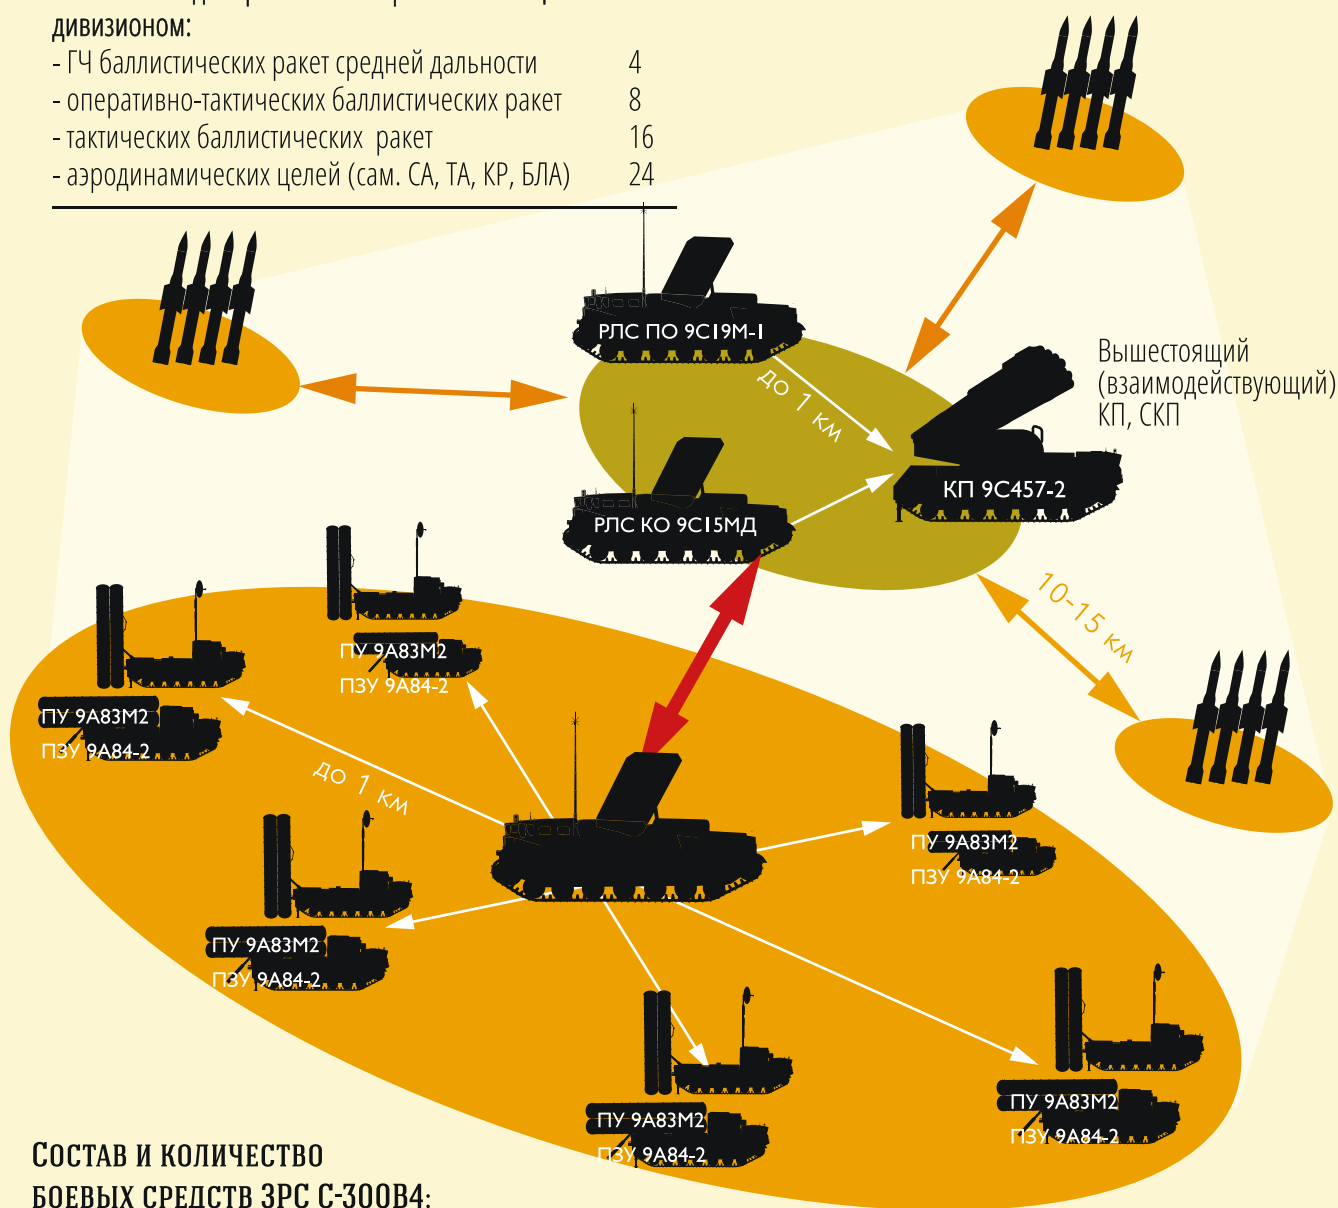 дивизионом:
- ГЧ баллистических ракет средней дальности 4
- оперативно-тактических баллистических ракет 8
- тактических баллистических ракет 16
- аэродинамических целей (сам. СА, ТА, КР, БЛА) 24
РЛС ПО 9С19М-1
до 1 км
Вышестоящий
(взаимодействующий)
КП, СКП
КП 9С457-2
РЛС КО 9С15МД
10-15 км
ПУ 9А83М2
ПЗУ 9А84-2
ПУ 9А83М2
ПЗУ 9А84-2
до 1 км
ПУ 9А83М2
ПЗУ 9А84-2
ПУ 9А83М2
ПЗУ 9А84-2
ПУ 9А83М2
ПЗУ 9А84-2
ПУ 9А83М2
ПЗУ 9А84-2
Состав и количество
боевых средств ЗРС С-300В4: